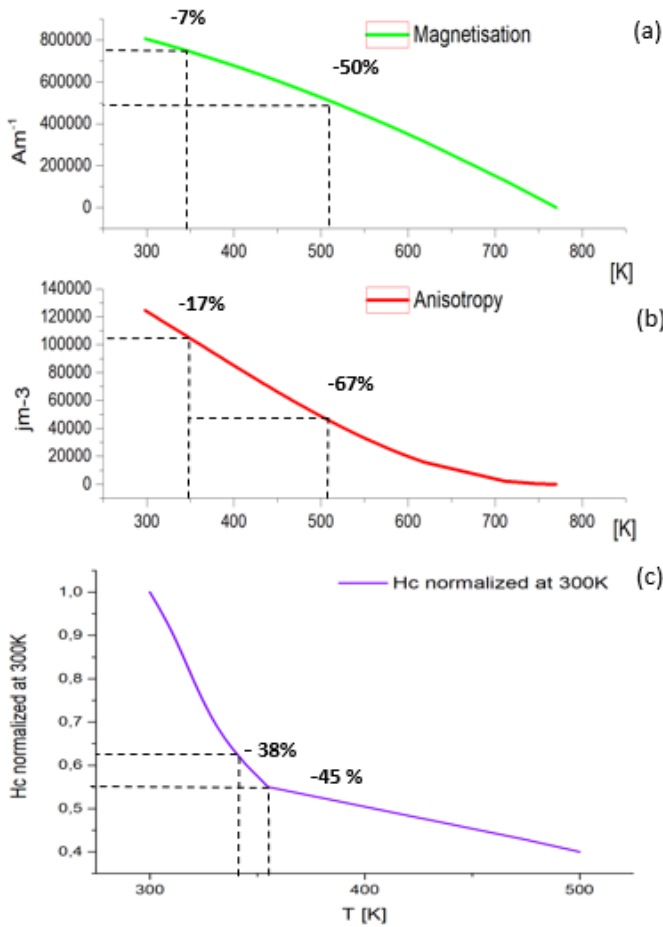 -7%
Magnetisation
(a)
-50%
Am-1
800000
600000
400000
200000
0
300 400 500 600 700 800
[K]
-17%
Anisotropy
(b)
-67%
jm-3
140000
120000
100000
80000
60000
40000
20000
0
300 400 500 600 700 800
[K]
Hc normalized at 300K
(c)
- 38%
-45 %
Hc normalized at 300K
1,0
0,9
0,8
0,7
0,6
0,5
0,4
300 400 500
T [K]